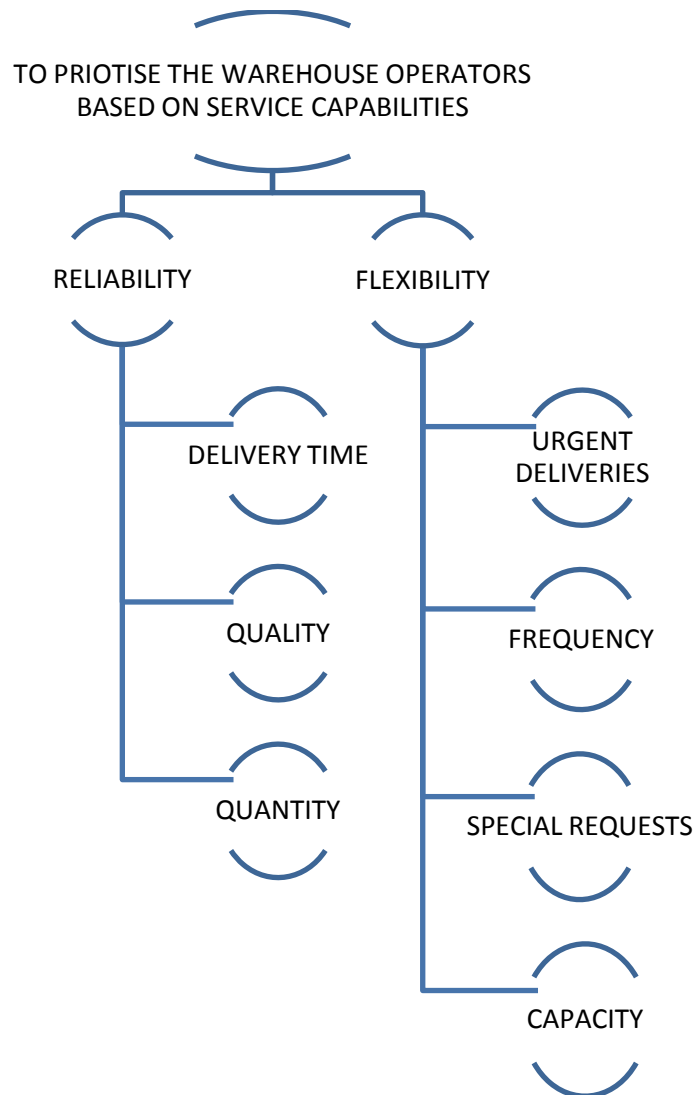 TO PRIOTISE THE WAREHOUSE OPERATORS
BASED ON SERVICE CAPABILITIES
RELIABILITY
FLEXIBILITY
DELIVERY TIME
QUALITY
QUANTITY
URGENT
DELIVERIES
FREQUENCY
SPECIAL REQUESTS
CAPACITY